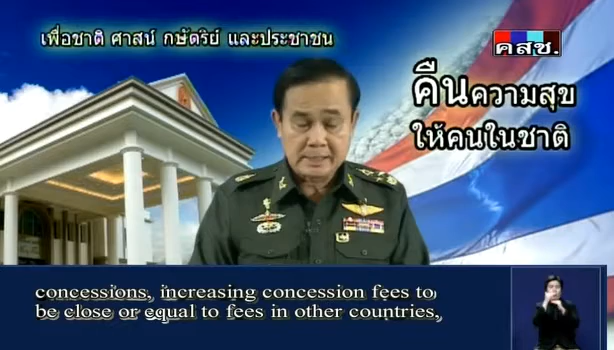 เพื่อชาติ ศาสน์ กษัตริย์ และประชาชน
คสช.
คืนความสุข
ให้คนในชาติ
concessions, increasing concession fees to
be close or equal to fees in other countries,